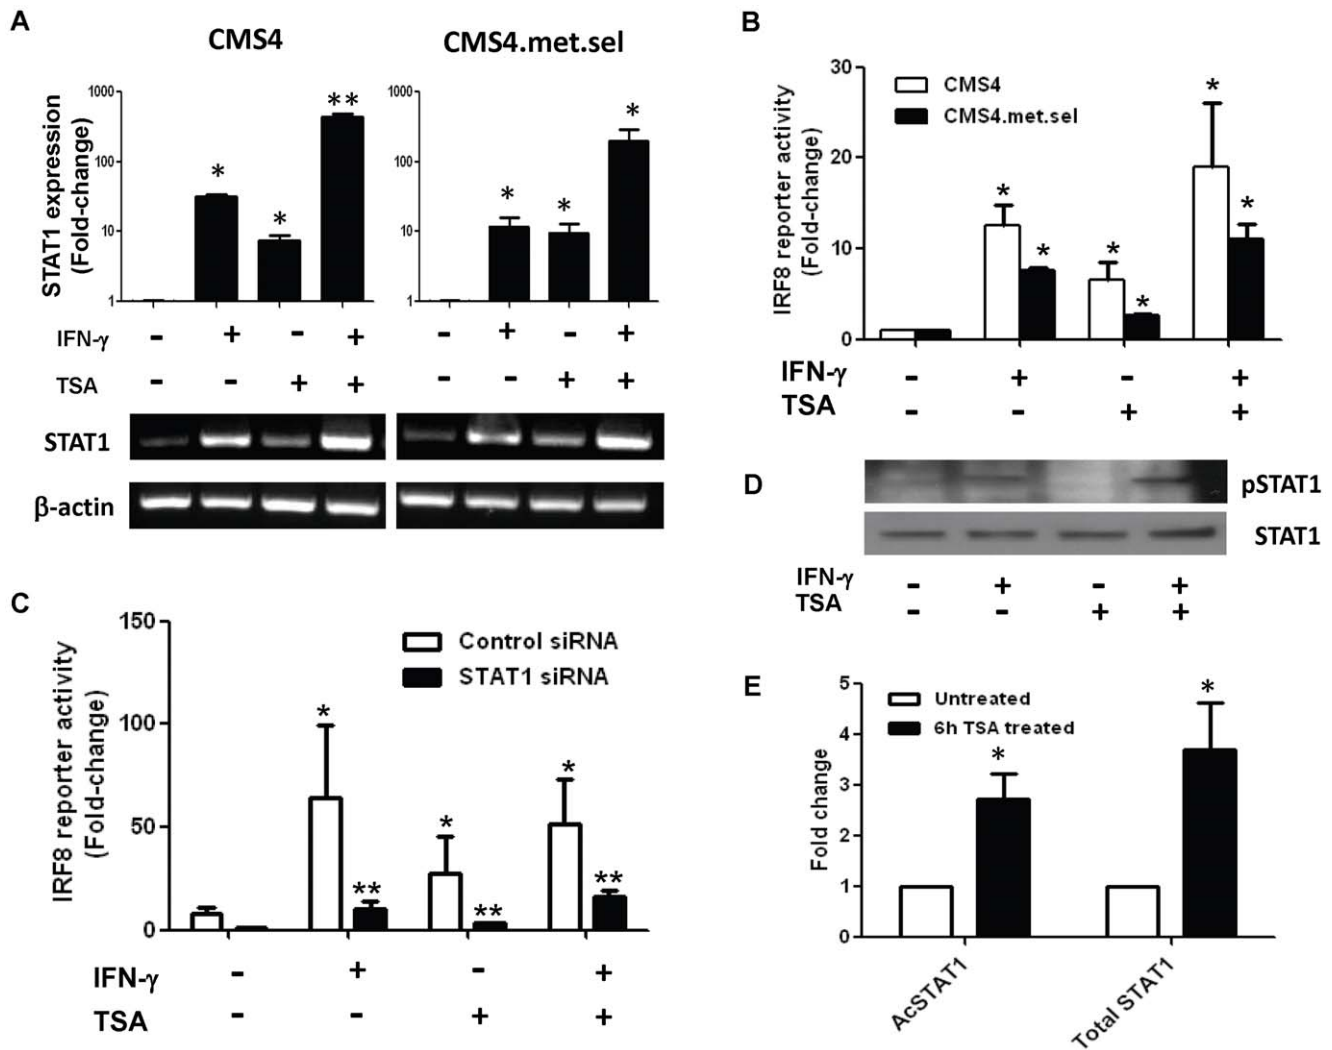 A
CMS4
CMS4.met.sel
STAT1 expression
(Fold-change)
1000
100
10
1
* * **
1000
100
10
1
* * *
IFN-γ - + - + - + - +
TSA - - + + - - + +
STAT1
β-actin
B
IRF8 reporter activity
(Fold-change)
30
20
10
0
CMS4
CMS4.met.sel
* * * * * *
IFN-γ - + - +
TSA - - + +
C
IRF8 reporter activity
(Fold-change)
150
100
50
0
Control siRNA
STAT1 siRNA
* ** * ** * **
IFN-γ - + - +
TSA - - + +
D
pSTAT1
STAT1
IFN-γ - + - +
TSA - - + +
E
Fold change
5
4
3
2
1
0
Untreated
6h TSA treated
* *
AcSTAT1
Total STAT1